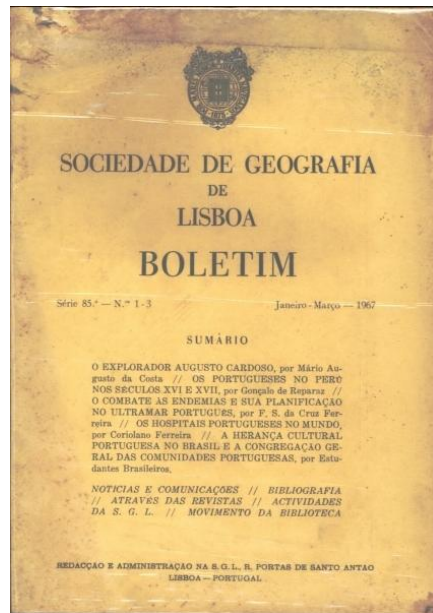 SOCIEDADE DE GEOGRAFIA
DE
LISBOA
BOLETIM
Série 85.ª — N.ºˢ 1-3 Janeiro - Março — 1967
SUMÁRIO
O EXPLORADOR AUGUSTO CARDOSO, por Mário Au-
gusto da Costa // OS PORTUGUESES NO PERÚ
NOS SÉCULOS XVI E XVII, por Gonçalo de Reparaz //
O COMBATE AS ENDEMIAS E SUA PLANIFICAÇÃO
NO ULTRAMAR PORTUGUÊS, por F. S. da Cruz Fer-
reira // OS HOSPITAIS PORTUGUESES NO MUNDO,
por Coriolano Ferreira // A HERANÇA CULTURAL
PORTUGUESA NO BRASIL E A CONGREGAÇÃO GE-
RAL DAS COMUNIDADES PORTUGUESAS, por Estu-
dantes Brasileiros.
NOTICIAS E COMUNICAÇÕES // BIBLIOGRAFIA
// ATRAVÉS DAS REVISTAS // ACTIVIDADES
DA S. G. L. // MOVIMENTO DA BIBLIOTECA
REDACÇÃO E ADMINISTRAÇÃO NA S. G. L., R. PORTAS DE SANTO ANTÃO
LISBOA — PORTUGAL